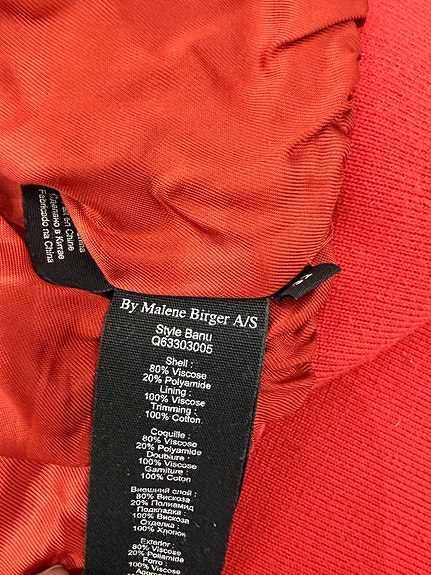 en Chine
Сделано в Китае
Fabricado na China
By Malene Birger A/S
Style Banu
Q63303005
Shell :
80% Viscose
20% Polyamide
Lining :
100% Viscose
Trimming :
100% Cotton
Coquille :
80% Viscose
20% Polyamide
Doublure :
100% Viscose
Garniture :
100% Coton
Внешний слой :
80% Вискоза
20% Полиамид
Подкладка :
100% Вискоза
Отделка :
100% Хлопок
Exterior :
80% Viscose
20% Poliamida
Forro :
100% Viscose